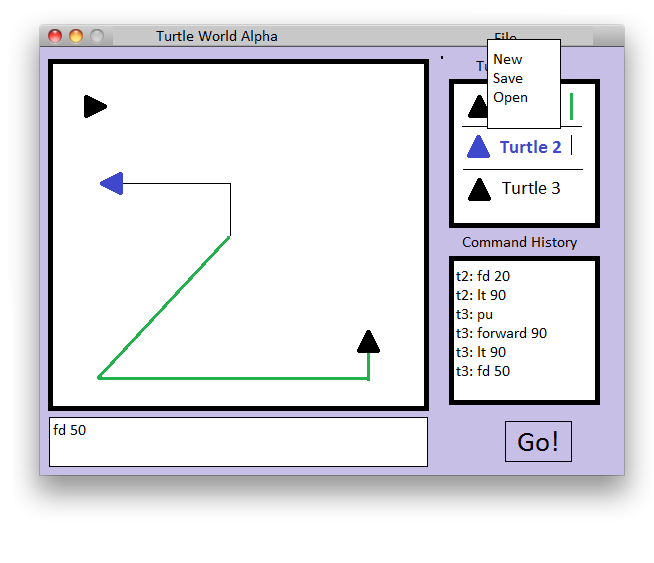 Turtle World Alpha
File
New
Save
Open
Turtle 2
Turtle 3
Command History
t2: fd 20
t2: lt 90
t3: pu
t3: forward 90
t3: lt 90
t3: fd 50
fd 50
Go!